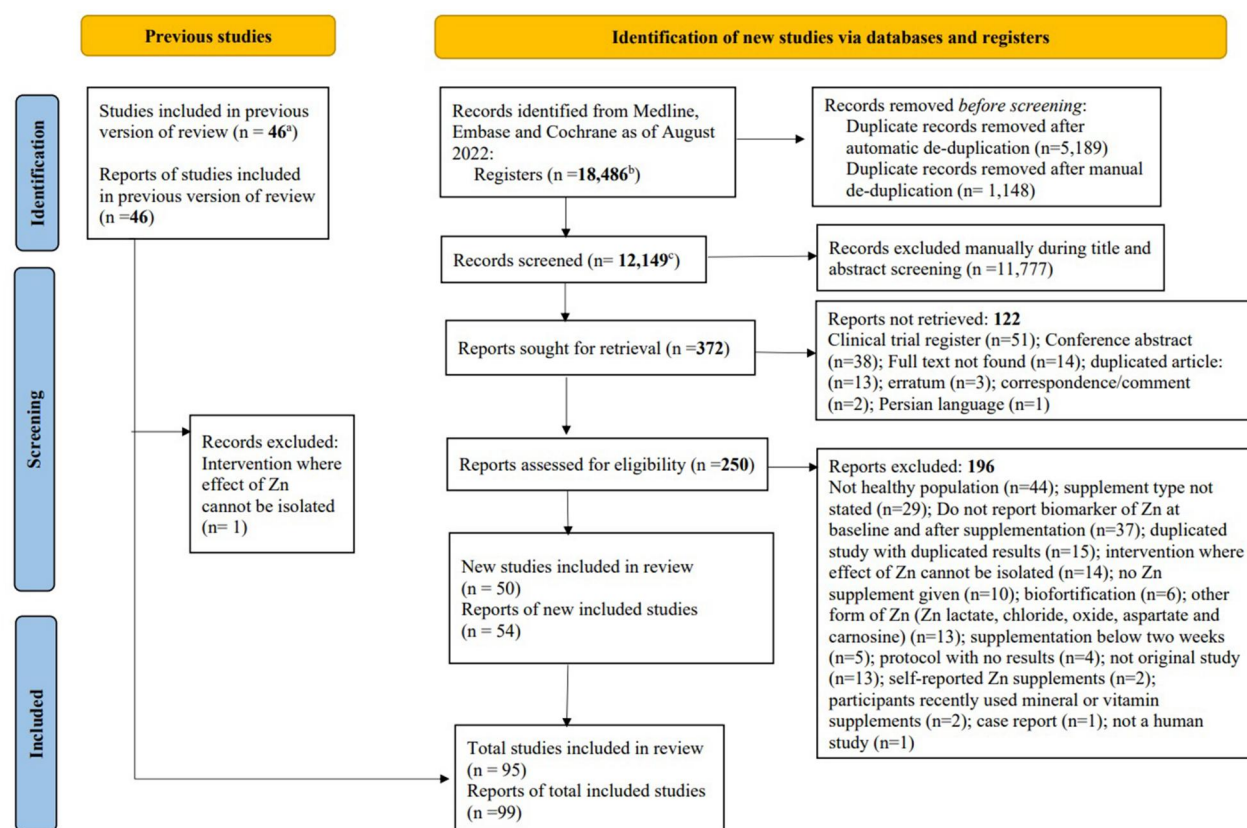 Previous studies
Identification of new studies via databases and registers
Identification
Studies included in previous
version of review (n = 46ᵃ)
Reports of studies included
in previous version of review
(n =46)
Records identified from Medline,
Embase and Cochrane as of August
2022:
Registers (n =18,486ᵇ)
Records removed before screening:
Duplicate records removed after
automatic de-duplication (n=5,189)
Duplicate records removed after manual
de-duplication (n= 1,148)
Records screened (n= 12,149ᶜ)
Records excluded manually during title and
abstract screening (n =11,777)
Screening
Reports sought for retrieval (n =372)
Reports not retrieved: 122
Clinical trial register (n=51); Conference abstract
(n=38); Full text not found (n=14); duplicated article:
(n=13); erratum (n=3); correspondence/comment
(n=2); Persian language (n=1)
Records excluded:
Intervention where
effect of Zn
cannot be isolated
(n= 1)
Reports assessed for eligibility (n =250)
Reports excluded: 196
Not healthy population (n=44); supplement type not
stated (n=29); Do not report biomarker of Zn at
baseline and after supplementation (n=37); duplicated
study with duplicated results (n=15); intervention where
effect of Zn cannot be isolated (n=14); no Zn
supplement given (n=10); biofortification (n=6); other
form of Zn (Zn lactate, chloride, oxide, aspartate and
carnosine) (n=13); supplementation below two weeks
(n=5); protocol with no results (n=4); not original study
(n=13); self-reported Zn supplements (n=2);
participants recently used mineral or vitamin
supplements (n=2); case report (n=1); not a human
study (n=1)
New studies included in review
(n = 50)
Reports of new included studies
(n = 54)
Included
Total studies included in review
(n = 95)
Reports of total included studies
(n =99)